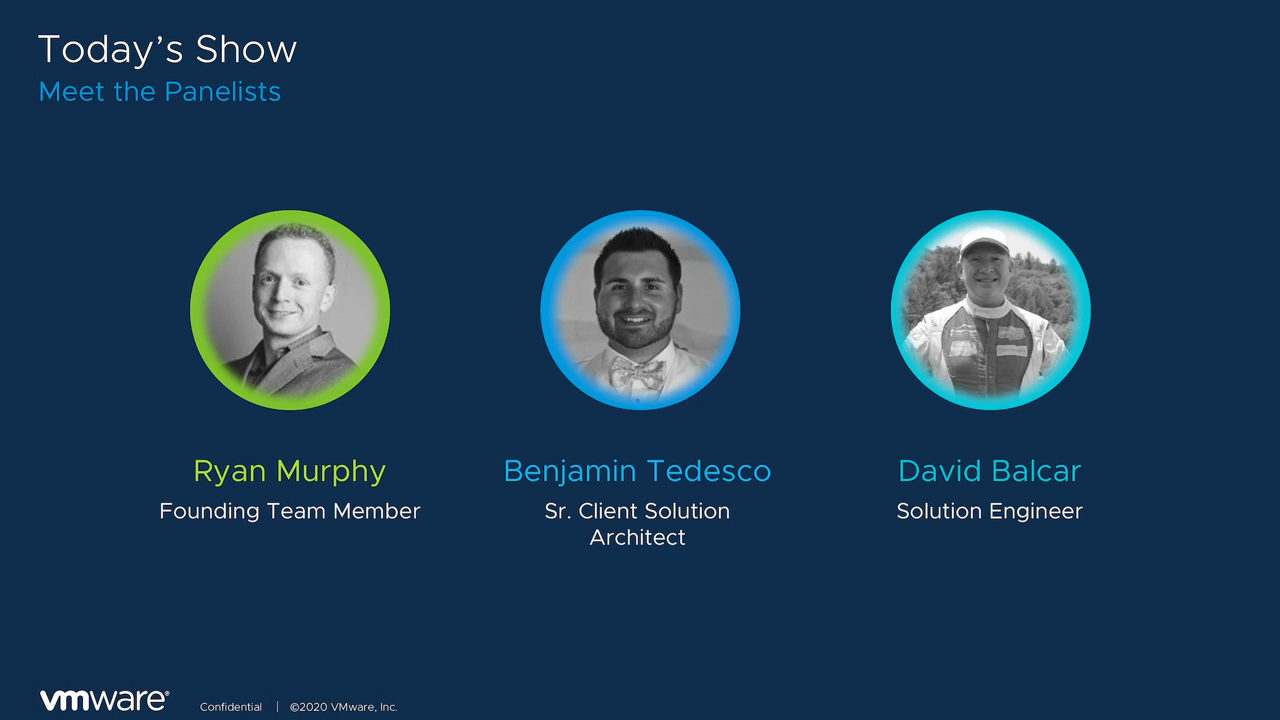 Today’s Show
Meet the Panelists
Ryan Murphy
Founding Team Member
Benjamin Tedesco
Sr. Client Solution
Architect
David Balcar
Solution Engineer
vmware®
Confidential | ©2020 VMware, Inc.